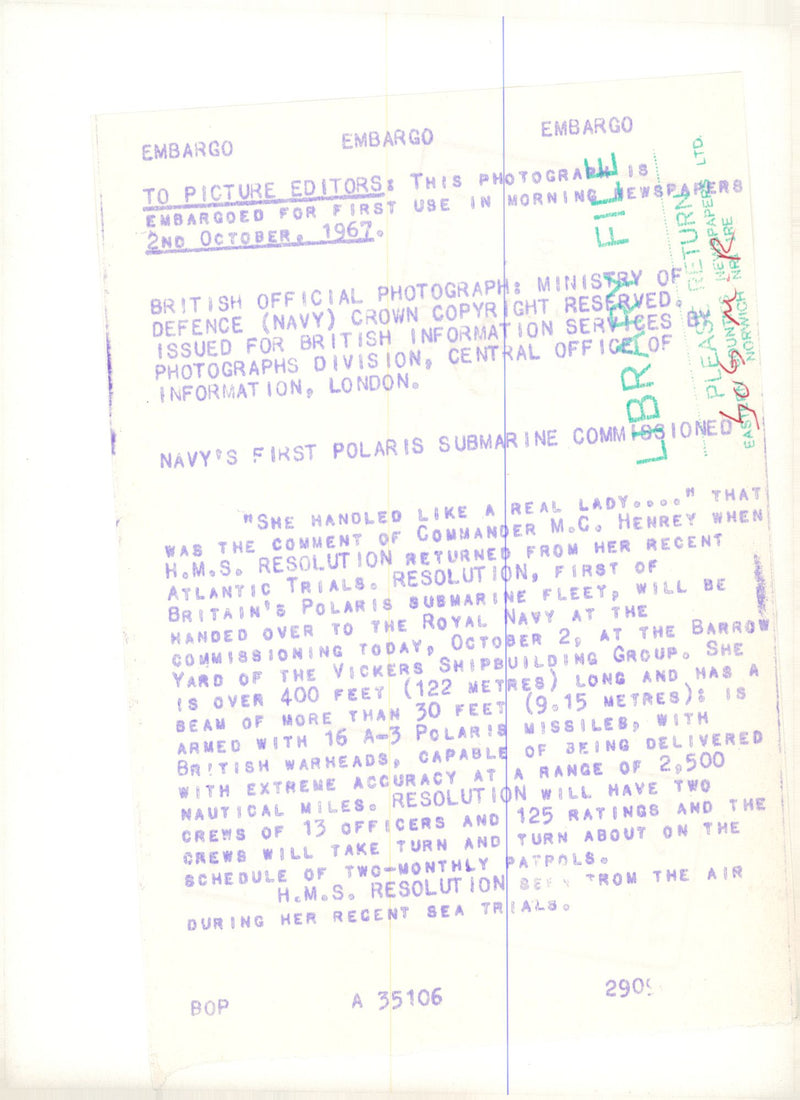 EMBARGO EMBARGO EMBARGO
TO PICTURE EDITORS: THIS PHOTOGRAPH IS
EMBARGOED FOR FIRST USE IN MORNING NEWSPAPERS
2ND OCTOBER, 1967.
BRITISH OFFICIAL PHOTOGRAPH: MINISTRY OF
DEFENCE (NAVY) CROWN COPYRIGHT RESERVED.
ISSUED FOR BRITISH INFORMATION SERVICES BY
PHOTOGRAPHS DIVISION, CENTRAL OFFICE OF
INFORMATION, LONDON.
NAVY'S FIRST POLARIS SUBMARINE COMMISSIONED
"SHE HANDLED LIKE A REAL LADY...." THAT
WAS THE COMMENT OF COMMANDER M.C. HENREY WHEN
H.M.S. RESOLUTION RETURNED FROM HER RECENT
ATLANTIC TRIALS. RESOLUTION, FIRST OF
BRITAIN'S POLARIS SUBMARINE FLEET, WILL BE
HANDED OVER TO THE ROYAL NAVY AT THE
COMMISSIONING TODAY, OCTOBER 2, AT THE BARROW
YARD OF THE VICKERS SHIPBUILDING GROUP. SHE
IS OVER 400 FEET (122 METRES) LONG AND HAS A
BEAM OF MORE THAN 30 FEET (9.15 METRES): IS
ARMED WITH 16 A-3 POLARIS MISSILES, WITH
BRITISH WARHEADS, CAPABLE OF BEING DELIVERED
WITH EXTREME ACCURACY AT A RANGE OF 2,500
NAUTICAL MILES. RESOLUTION WILL HAVE TWO
CREWS OF 13 OFFICERS AND 125 RATINGS AND THE
CREWS WILL TAKE TURN AND TURN ABOUT ON THE
SCHEDULE OF TWO-MONTHLY PATROLS.
H.M.S. RESOLUTION SEEN FROM THE AIR
DURING HER RECENT SEA TRIALS.
BOP A 35106 2909
LIBRARY FILE
PLEASE RETURN
EASTERN COUNTIES NEWSPAPERS LTD.
NORWICH